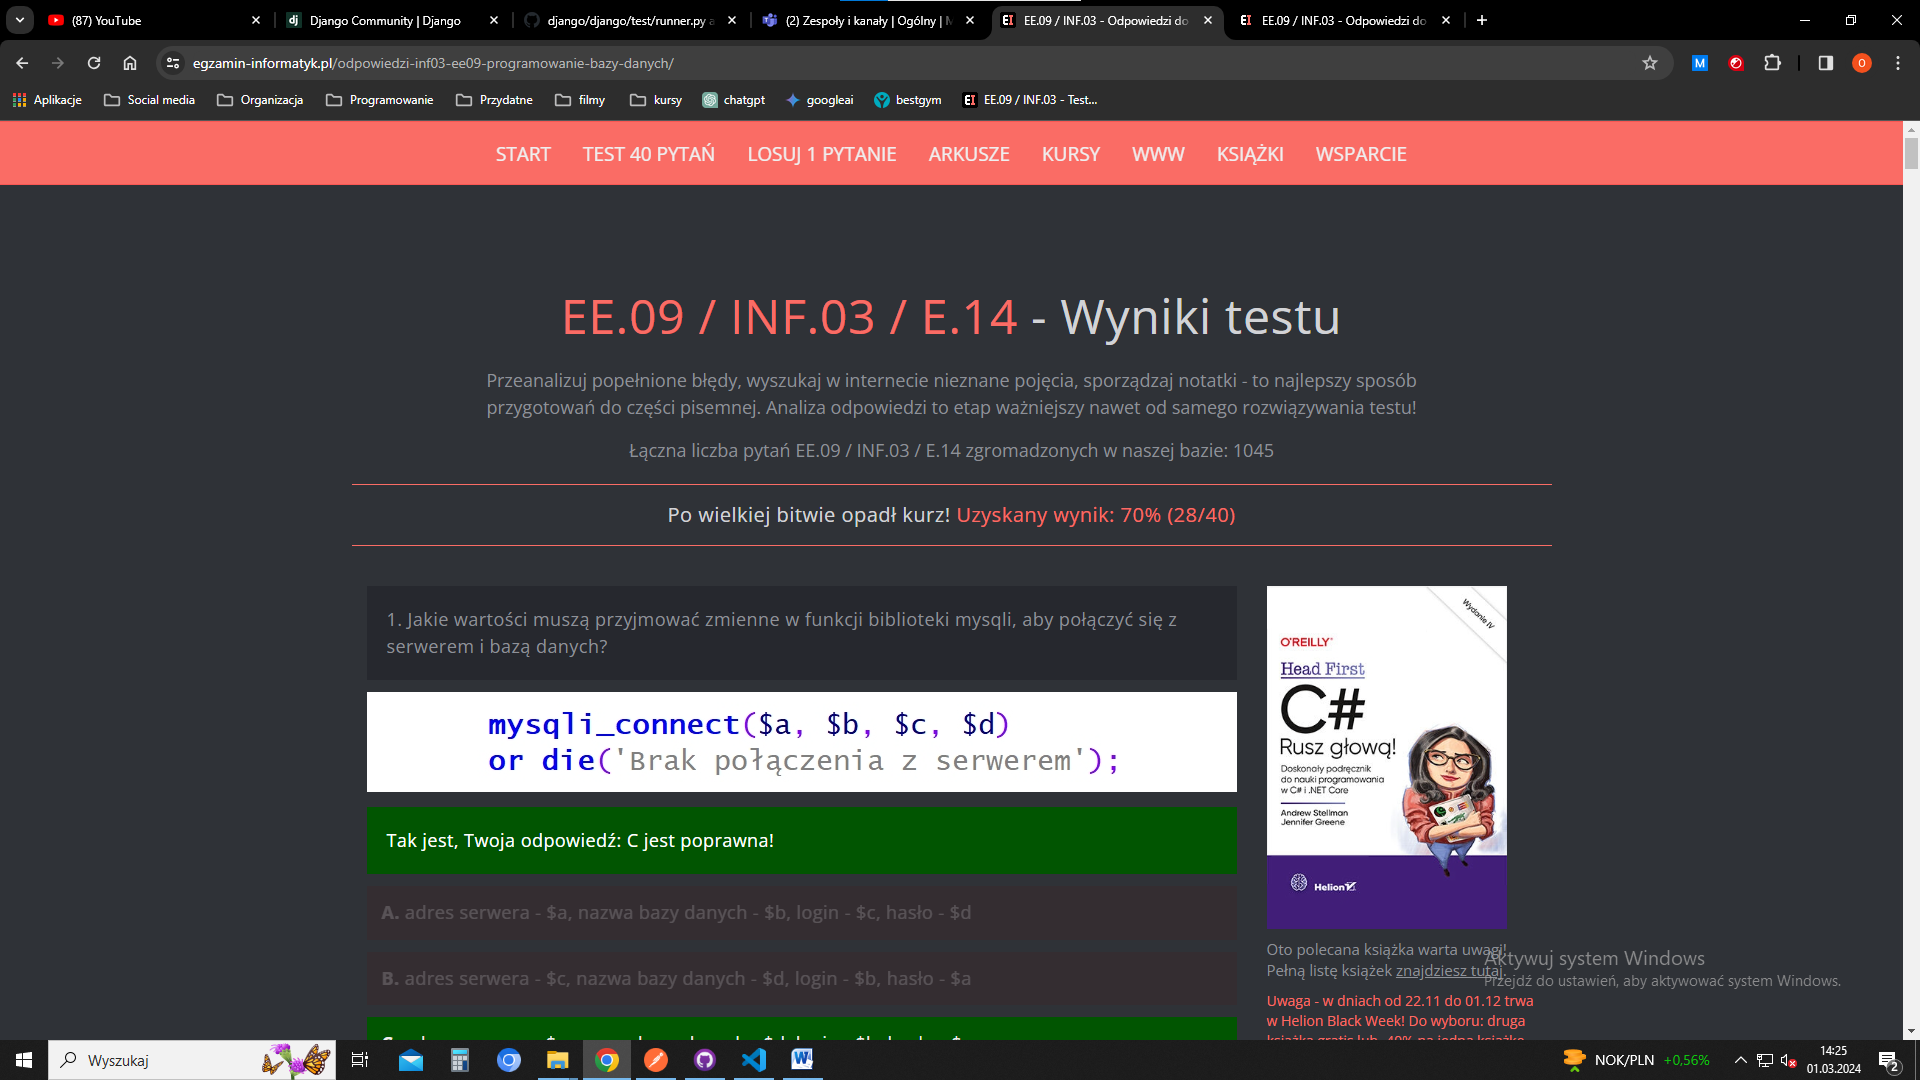 (87) YouTube
Django Community | Django
django/django/test/runner.py a
(2) Zespoły i kanały | Ogólny | M
EE.09 / INF.03 - Odpowiedzi do
EE.09 / INF.03 - Odpowiedzi do
egzamin-informatyk.pl/odpowiedzi-inf03-ee09-programowanie-bazy-danych/
Aplikacje
Social media
Organizacja
Programowanie
Przydatne
filmy
kursy
chatgpt
googleai
bestgym
EE.09 / INF.03 - Test...
START
TEST 40 PYTAŃ
LOSUJ 1 PYTANIE
ARKUSZE
KURSY
WWW
KSIĄŻKI
WSPARCIE
EE.09 / INF.03 / E.14 - Wyniki testu
Przeanalizuj popełnione błędy, wyszukaj w internecie nieznane pojęcia, sporządzaj notatki - to najlepszy sposób
przygotowań do części pisemnej. Analiza odpowiedzi to etap ważniejszy nawet od samego rozwiązywania testu!
Łączna liczba pytań EE.09 / INF.03 / E.14 zgromadzonych w naszej bazie: 1045
Po wielkiej bitwie opadł kurz! Uzyskany wynik: 70% (28/40)
1. Jakie wartości muszą przyjmować zmienne w funkcji biblioteki mysqli, aby połączyć się z
serwerem i bazą danych?
mysqli_connect($a, $b, $c, $d)
or die('Brak połączenia z serwerem');
Tak jest, Twoja odpowiedź: C jest poprawna!
A. adres serwera - $a, nazwa bazy danych - $b, login - $c, hasło - $d
B. adres serwera - $c, nazwa bazy danych - $d, login - $b, hasło - $a
Wydanie IV
O'REILLY
Head First
C#
Rusz głową!
Doskonały podręcznik
do nauki programowania
w C# i .NET Core
Andrew Stellman
Jennifer Greene
Helion
Oto polecana książka warta uwagi!
Pełną listę książek znajdziesz tutaj.
Uwaga - w dniach od 22.11 do 01.12 trwa
w Helion Black Week! Do wyboru: druga
książka gratis lub -40% na jedną książkę
Aktywuj system Windows
Przejdź do ustawień, aby aktywować system Windows.
Wyszukaj
NOK/PLN +0,56%
14:25
01.03.2024
2